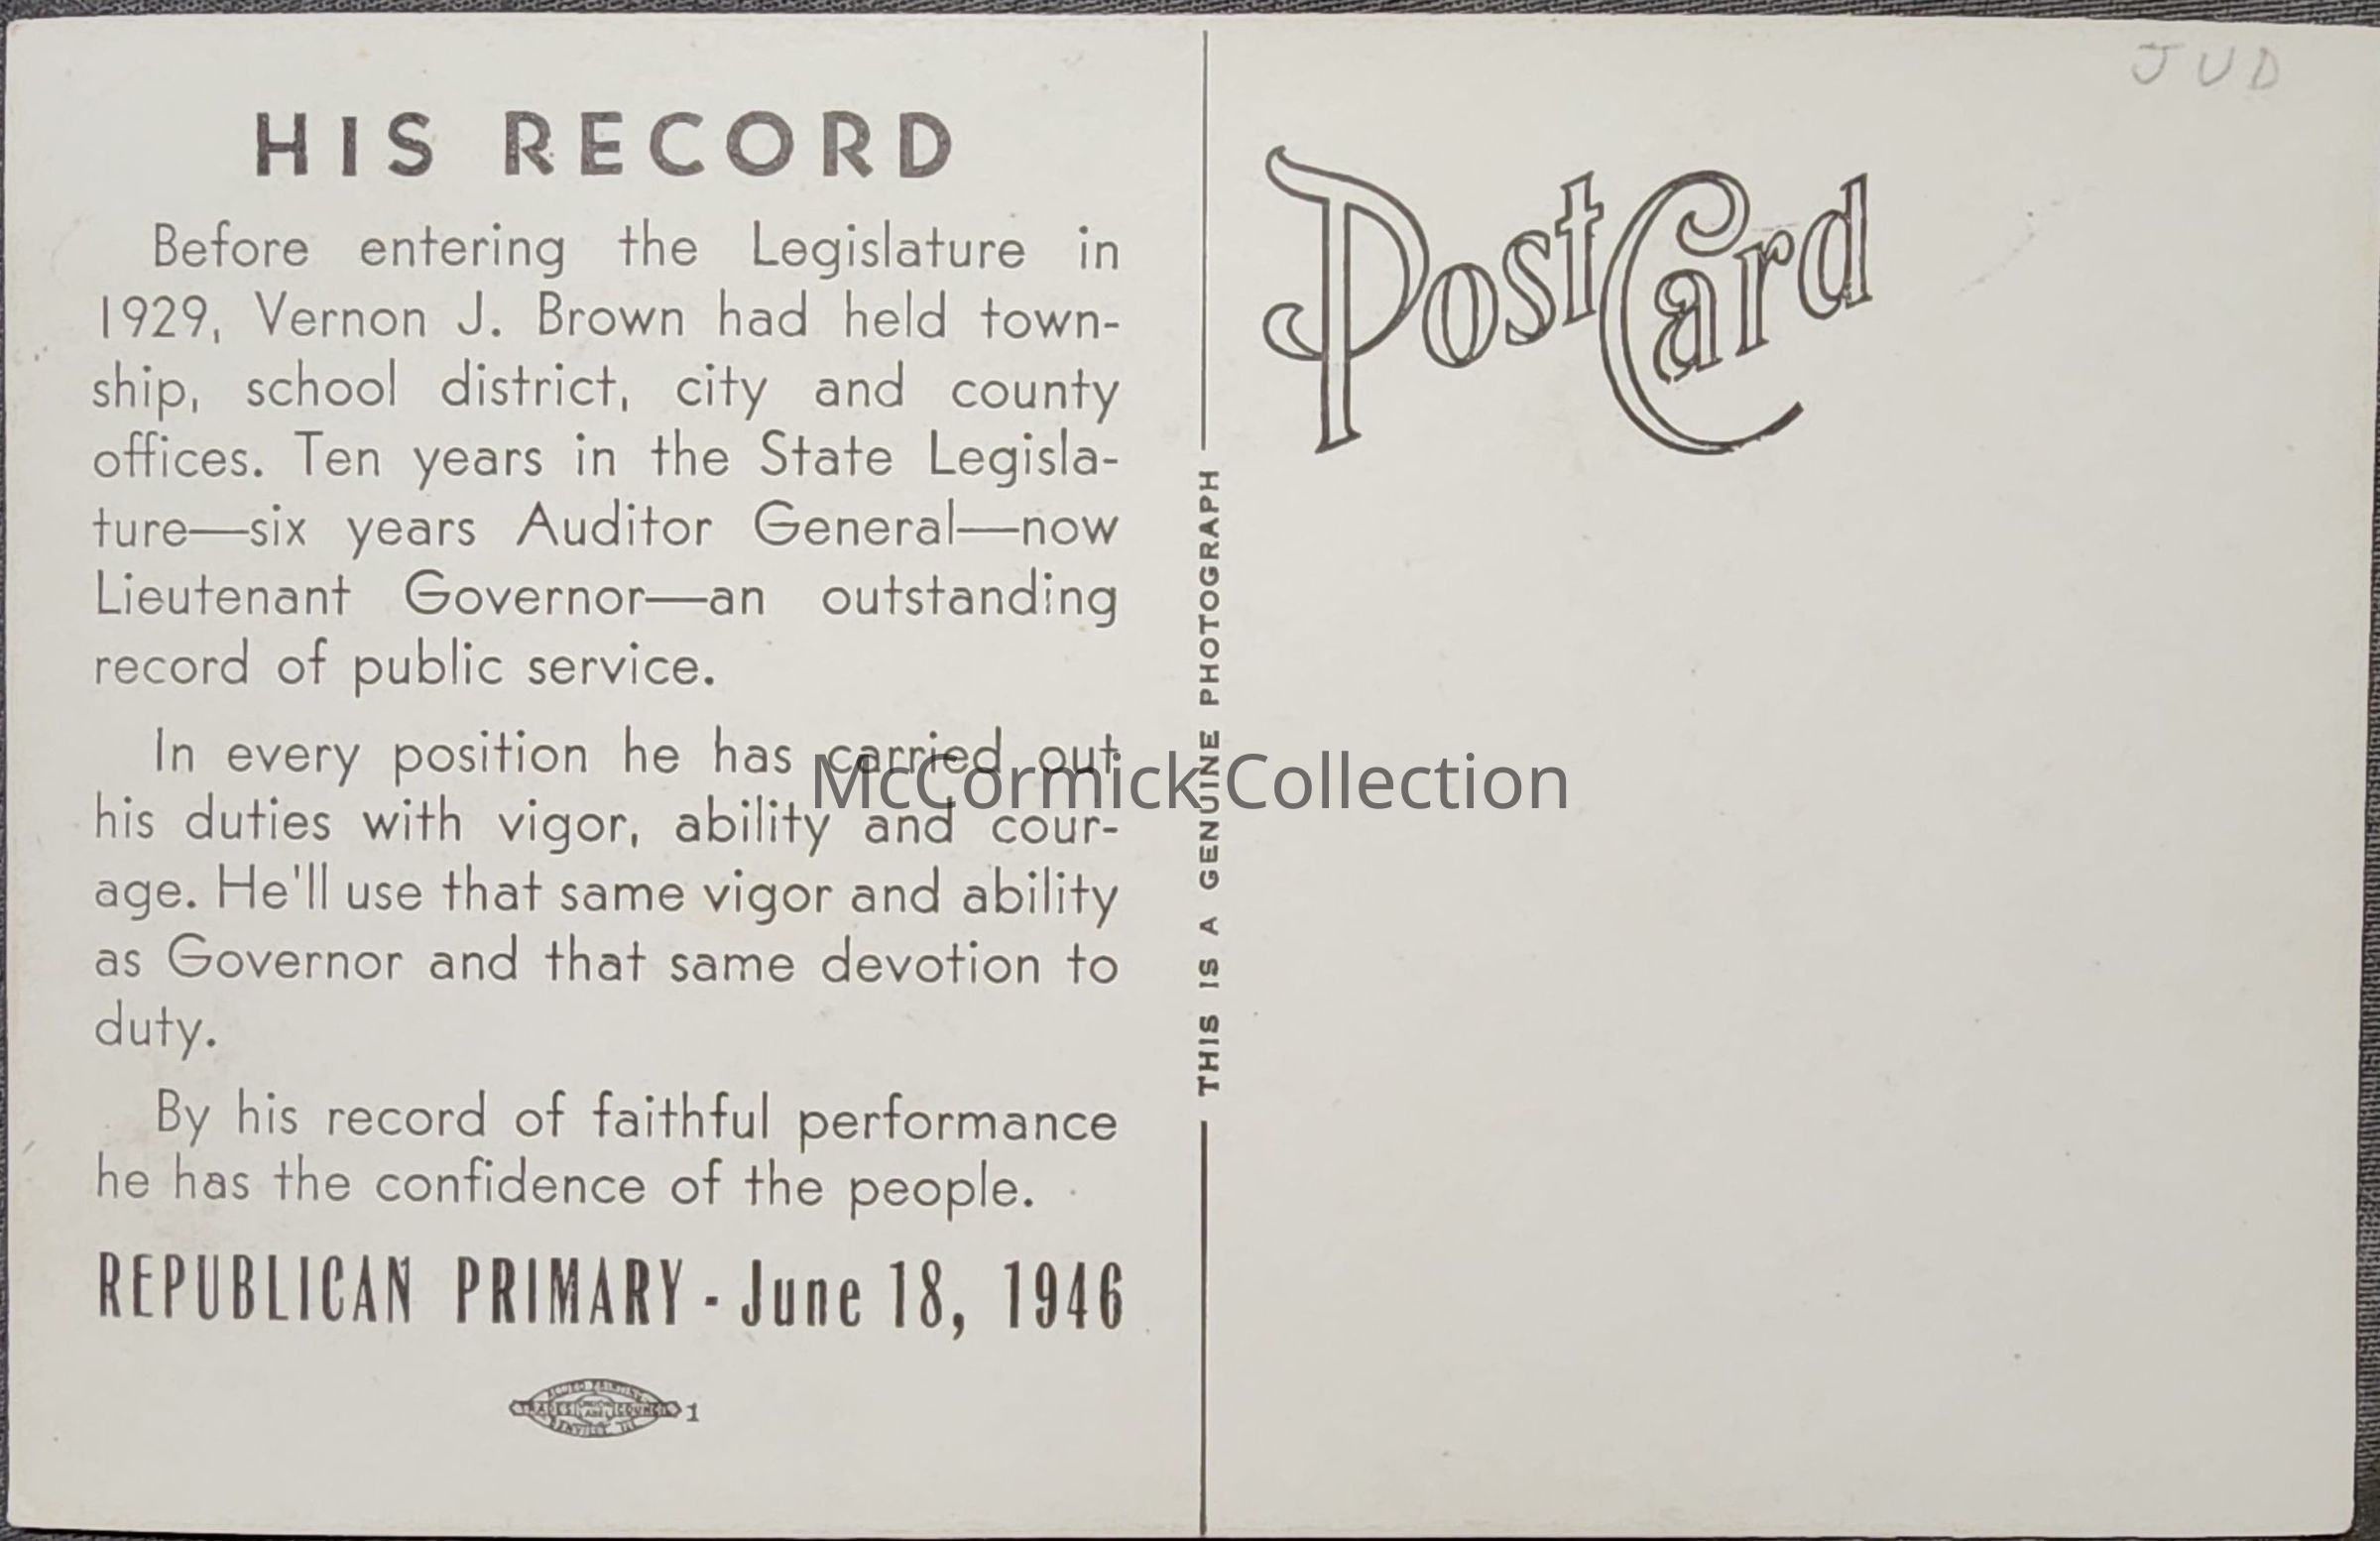 HIS RECORD
Before entering the Legislature in
1929, Vernon J. Brown had held town-
ship, school district, city and county
offices. Ten years in the State Legisla-
ture—six years Auditor General—now
Lieutenant Governor—an outstanding
record of public service.
In every position he has carried out
his duties with vigor, ability and cour-
age. He'll use that same vigor and ability
as Governor and that same devotion to
duty.
By his record of faithful performance
he has the confidence of the people.
REPUBLICAN PRIMARY - June 18, 1946
TRADES COUNCIL
1
THIS IS A GENUINE PHOTOGRAPH
JUD
Post Card
McCormick Collection